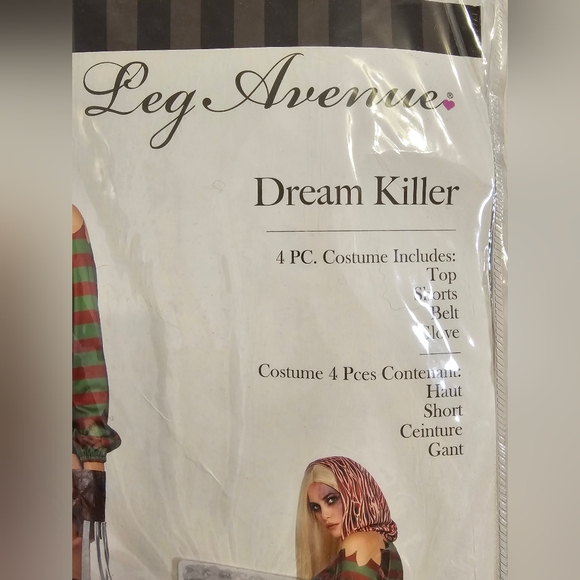 Leg Avenue®
Dream Killer
4 PC. Costume Includes:
Top
Shorts
Belt
Glove
Costume 4 Pces Contenant:
Haut
Short
Ceinture
Gant